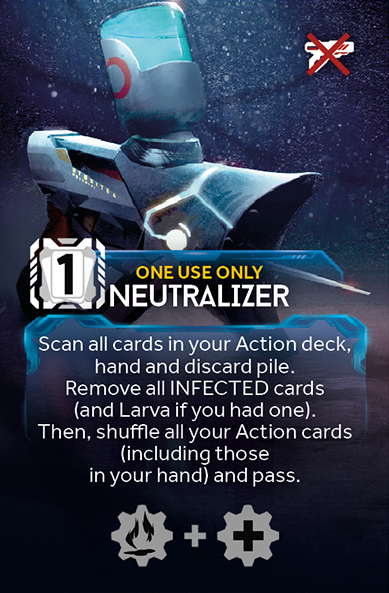 1
ONE USE ONLY
NEUTRALIZER
Scan all cards in your Action deck,
hand and discard pile.
Remove all INFECTED cards
(and Larva if you had one).
Then, shuffle all your Action cards
(including those
in your hand) and pass.
+